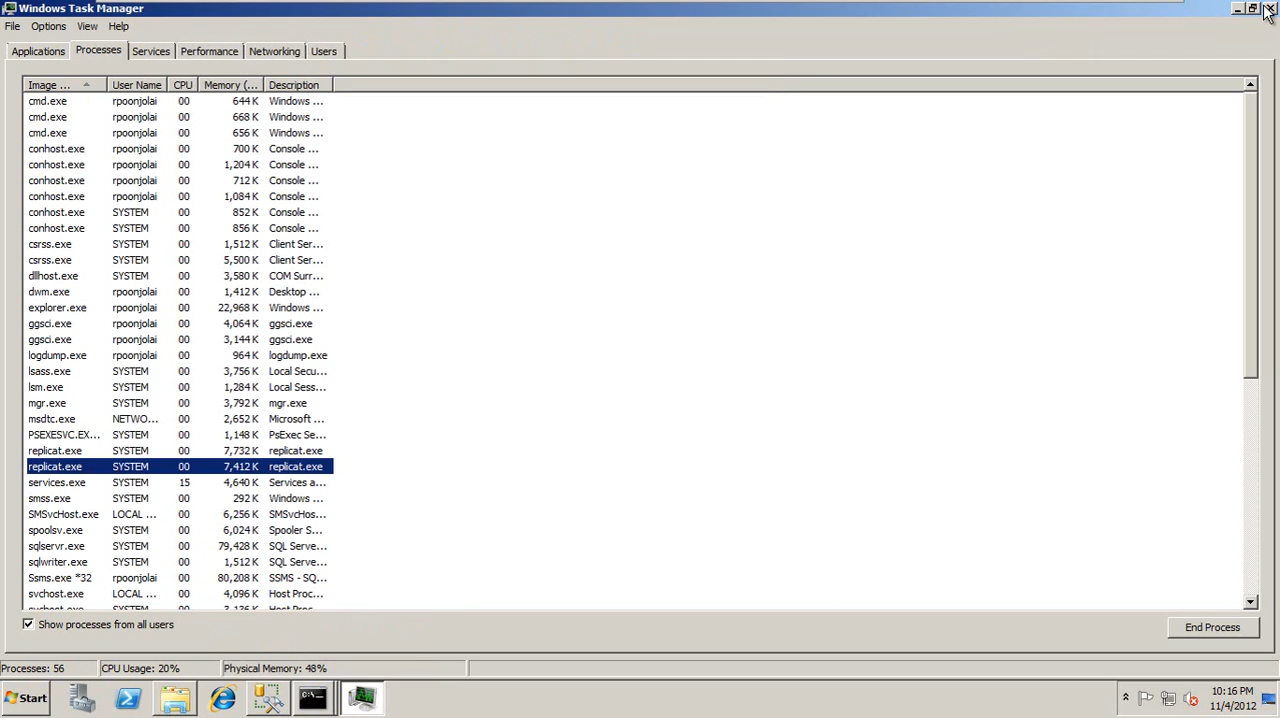 Windows Task Manager
File Options View Help
Applications Processes Services Performance Networking Users
Image ... User Name CPU Memory (... Description
cmd.exe rpoonjolai 00 644 K Windows ...
cmd.exe rpoonjolai 00 668 K Windows ...
cmd.exe rpoonjolai 00 656 K Windows ...
conhost.exe rpoonjolai 00 700 K Console ...
conhost.exe rpoonjolai 00 1,204 K Console ...
conhost.exe rpoonjolai 00 712 K Console ...
conhost.exe rpoonjolai 00 1,084 K Console ...
conhost.exe SYSTEM 00 852 K Console ...
conhost.exe SYSTEM 00 856 K Console ...
csrss.exe SYSTEM 00 1,512 K Client Ser...
csrss.exe SYSTEM 00 5,500 K Client Ser...
dllhost.exe SYSTEM 00 3,580 K COM Surr...
dwm.exe rpoonjolai 00 1,412 K Desktop ...
explorer.exe rpoonjolai 00 22,968 K Windows ...
ggsci.exe rpoonjolai 00 4,064 K ggsci.exe
ggsci.exe rpoonjolai 00 3,144 K ggsci.exe
logdump.exe rpoonjolai 00 964 K logdump.exe
lsass.exe SYSTEM 00 3,756 K Local Secu...
lsm.exe SYSTEM 00 1,284 K Local Sess...
mgr.exe SYSTEM 00 3,792 K mgr.exe
msdtc.exe NETWO... 00 2,652 K Microsoft ...
PSEXESVC.EX... SYSTEM 00 1,148 K PsExec Se...
replicat.exe SYSTEM 00 7,732 K replicat.exe
replicat.exe SYSTEM 00 7,412 K replicat.exe
services.exe SYSTEM 15 4,640 K Services a...
smss.exe SYSTEM 00 292 K Windows ...
SMSvcHost.exe LOCAL ... 00 6,256 K SMSvcHos...
spoolsv.exe SYSTEM 00 6,024 K Spooler S...
sqlservr.exe SYSTEM 00 79,428 K SQL Serve...
sqlwriter.exe SYSTEM 00 1,512 K SQL Serve...
Ssms.exe *32 rpoonjolai 00 80,208 K SSMS - SQ...
svchost.exe LOCAL ... 00 4,096 K Host Proc...
svchost.exe SYSTEM 00 3,136 K Host Proc...
Show processes from all users End Process
Processes: 56 CPU Usage: 20% Physical Memory: 48%
Start 10:16 PM
11/4/2012